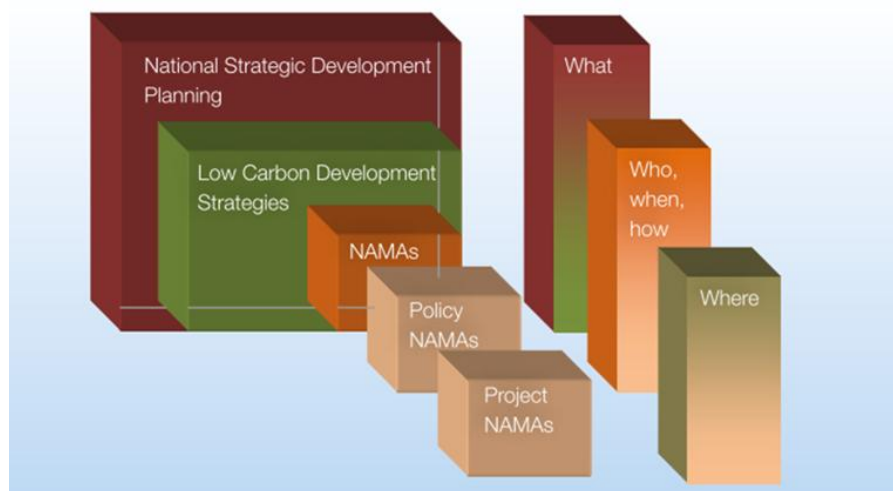 National Strategic Development
Planning
Low Carbon Development
Strategies
NAMAs
Policy
NAMAs
Project
NAMAs
What
Who,
when,
how
Where